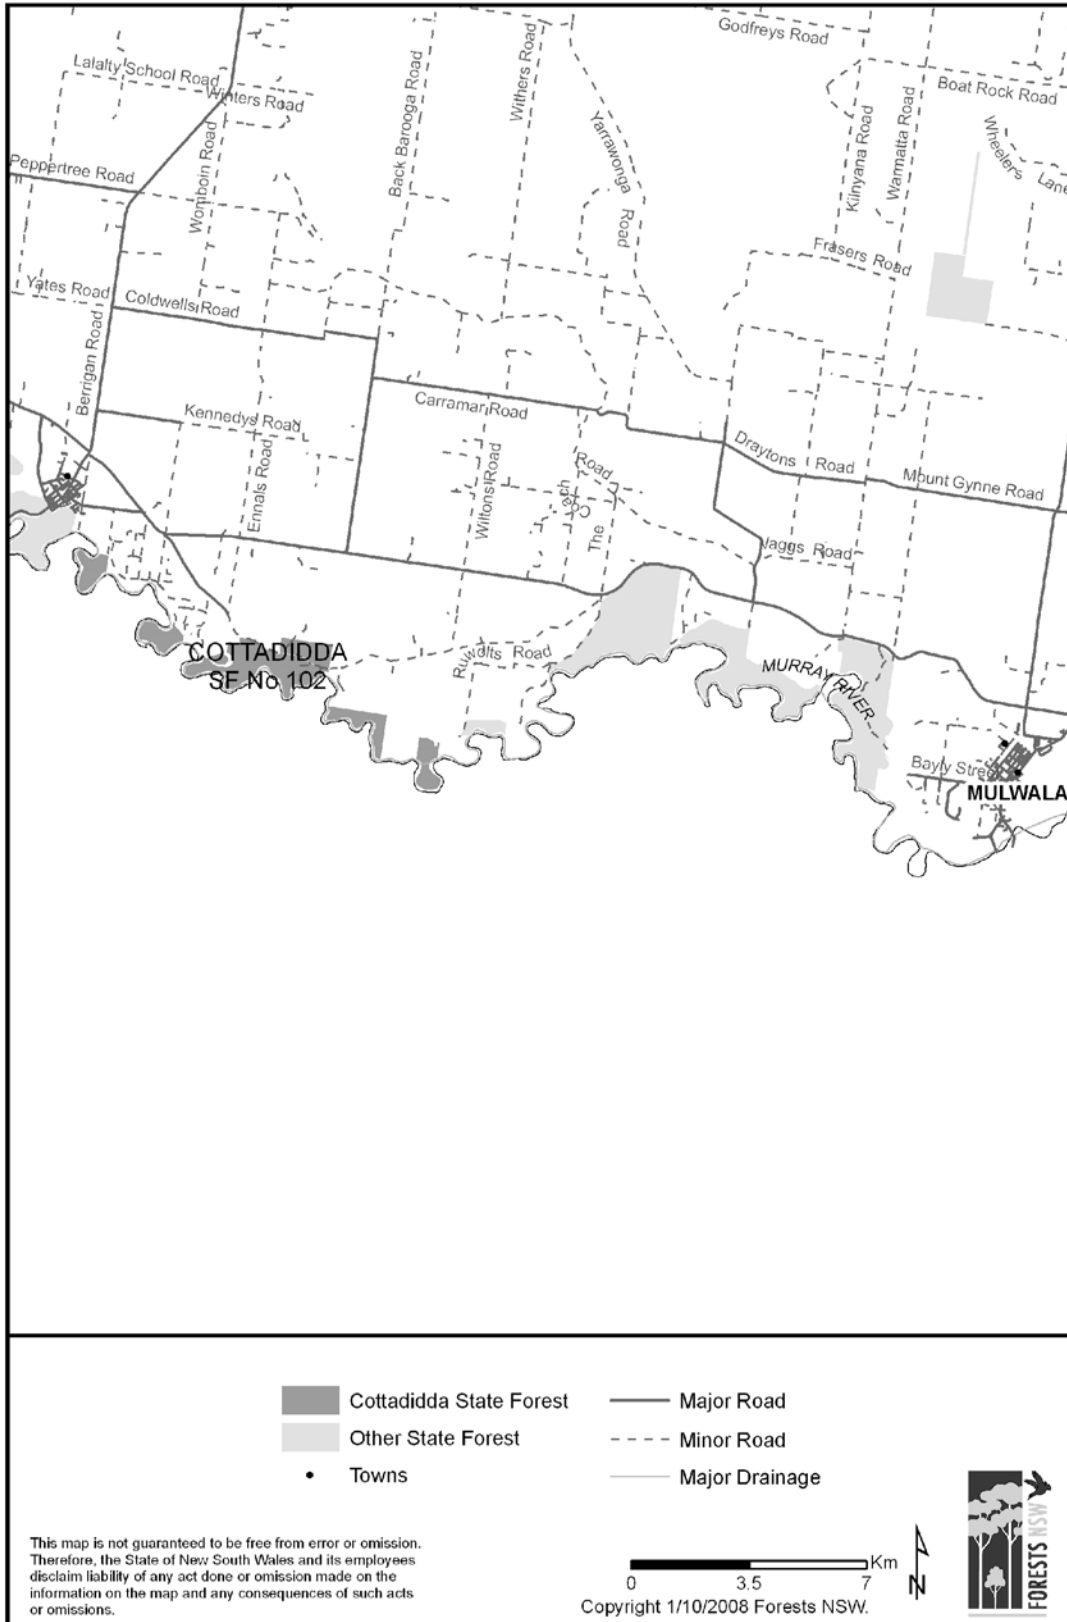 Godfreys Road
Lalalty School Road
Winters Road
Boat Rock Road
Withers Road
Back Barooga Road
Yarrawonga Road
Wheelers Lane
Kilnyana Road
Warmatta Road
Womboin Road
Peppertree Road
Frasers Road
Yates Road
Coldwells Road
Berrigan Road
Kennedys Road
Carramar Road
Ennals Road
Wiltons Road
The Coach Road
Draytons Road
Mount Gynne Road
Vaggs Road
COTTADIDDA
SF No 102
Ruwolts Road
MURRAY RIVER
Bayly Street
MULWALA
Cottadidda State Forest
Other State Forest
Towns
Major Road
Minor Road
Major Drainage
This map is not guaranteed to be free from error or omission.
Therefore, the State of New South Wales and its employees
disclaim liability of any act done or omission made on the
information on the map and any consequences of such acts
or omissions.
Km
0 3.5 7
Copyright 1/10/2008 Forests NSW.
N
FORESTS NSW